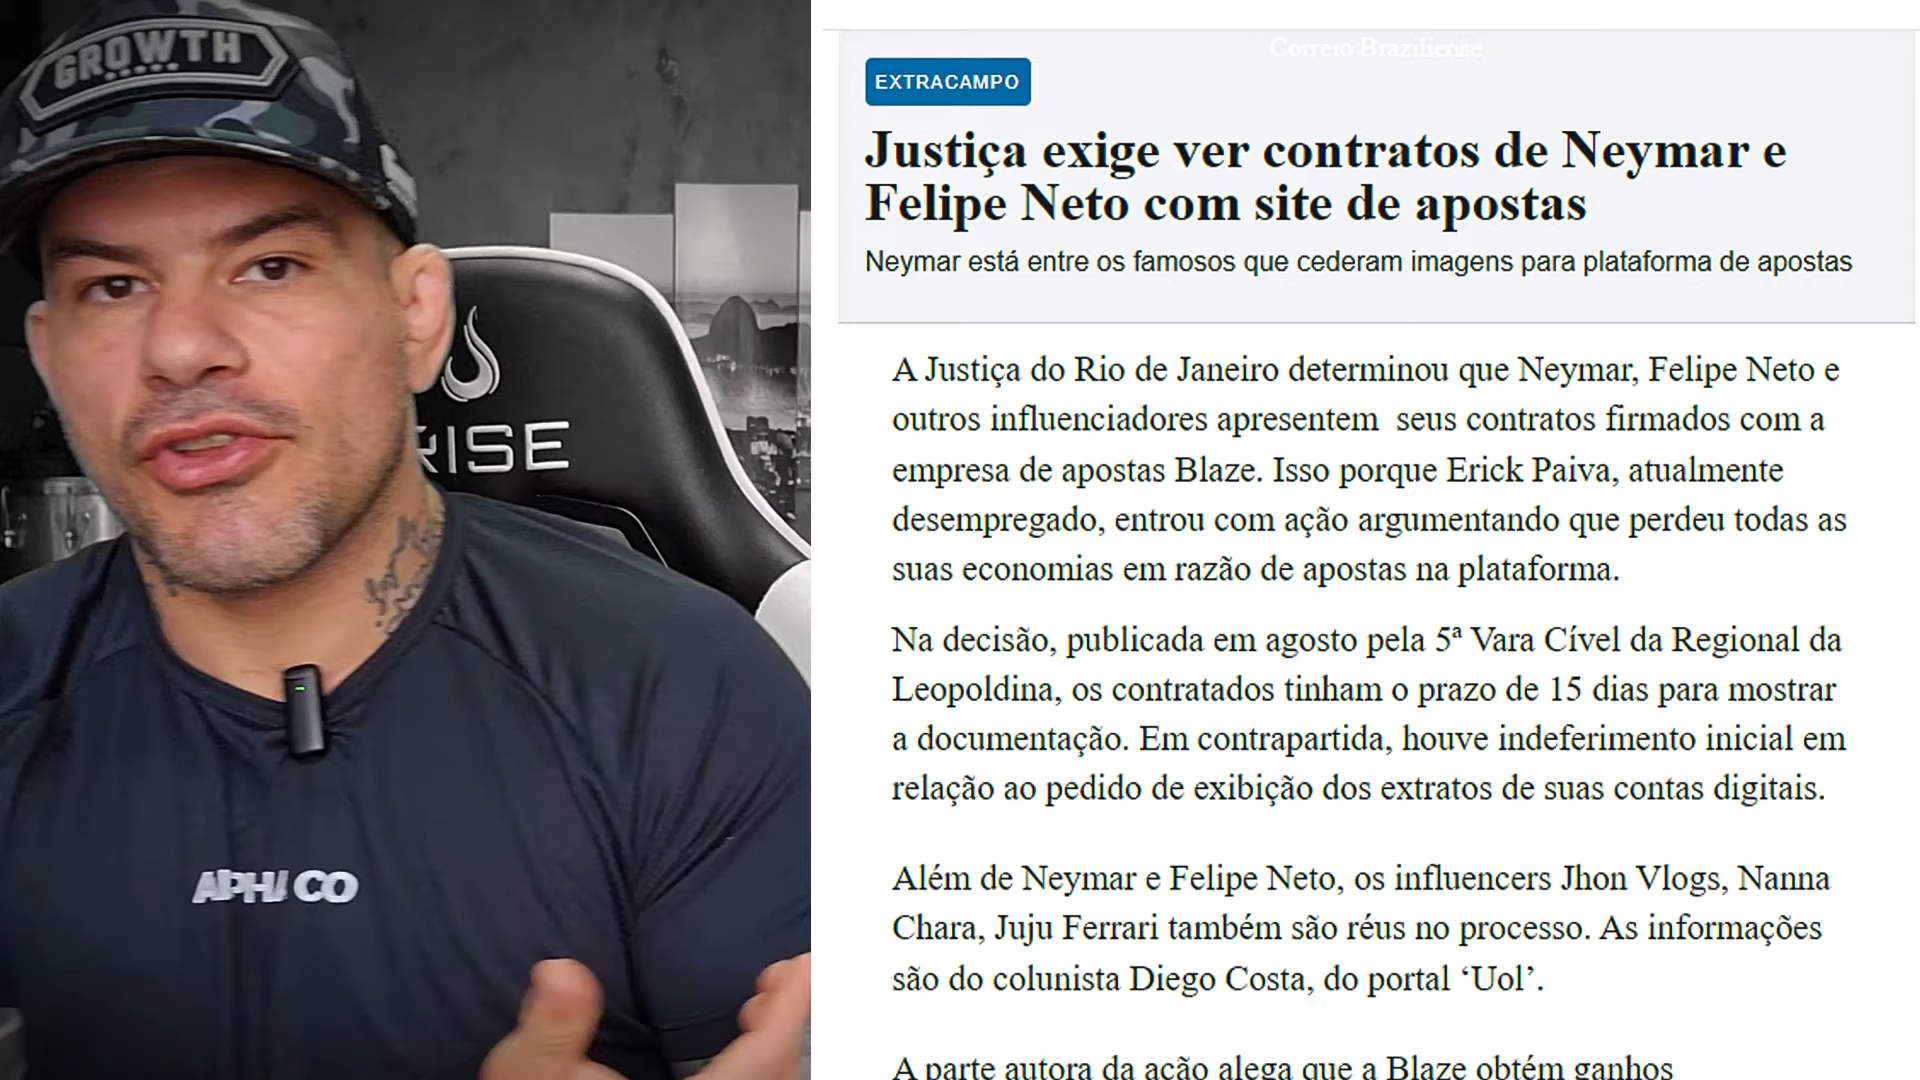 GROWTH
RISE
ALPHA CO
Correio Braziliense
EXTRACAMPO
Justiça exige ver contratos de Neymar e
Felipe Neto com site de apostas
Neymar está entre os famosos que cederam imagens para plataforma de apostas
A Justiça do Rio de Janeiro determinou que Neymar, Felipe Neto e
outros influenciadores apresentem seus contratos firmados com a
empresa de apostas Blaze. Isso porque Erick Paiva, atualmente
desempregado, entrou com ação argumentando que perdeu todas as
suas economias em razão de apostas na plataforma.
Na decisão, publicada em agosto pela 5ª Vara Cível da Regional da
Leopoldina, os contratados tinham o prazo de 15 dias para mostrar
a documentação. Em contrapartida, houve indeferimento inicial em
relação ao pedido de exibição dos extratos de suas contas digitais.
Além de Neymar e Felipe Neto, os influencers Jhon Vlogs, Nanna
Chara, Juju Ferrari também são réus no processo. As informações
são do colunista Diego Costa, do portal ‘Uol’.
A parte autora da ação alega que a Blaze obtém ganhos